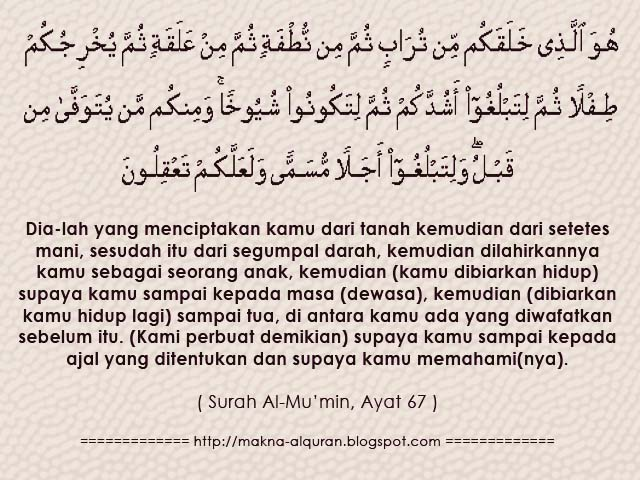 هُوَ ٱلَّذِى خَلَقَكُم مِّن تُرَابٍ ثُمَّ مِن نُّطْفَةٍ ثُمَّ مِنْ عَلَقَةٍ ثُمَّ يُخْرِجُكُمْ
طِفْلًا ثُمَّ لِتَبْلُغُوٓا۟ أَشُدَّكُمْ ثُمَّ لِتَكُونُوا۟ شُيُوخًا ۚ وَمِنكُم مَّن يُتَوَفَّىٰ مِن
قَبْلُ ۖ وَلِتَبْلُغُوٓا۟ أَجَلًا مُّسَمًّى وَلَعَلَّكُمْ تَعْقِلُونَ
Dia-lah yang menciptakan kamu dari tanah kemudian dari setetes
mani, sesudah itu dari segumpal darah, kemudian dilahirkannya
kamu sebagai seorang anak, kemudian (kamu dibiarkan hidup)
supaya kamu sampai kepada masa (dewasa), kemudian (dibiarkan
kamu hidup lagi) sampai tua, di antara kamu ada yang diwafatkan
sebelum itu. (Kami perbuat demikian) supaya kamu sampai kepada
ajal yang ditentukan dan supaya kamu memahami(nya).
( Surah Al-Mu’min, Ayat 67 )
============= http://makna-alquran.blogspot.com =============